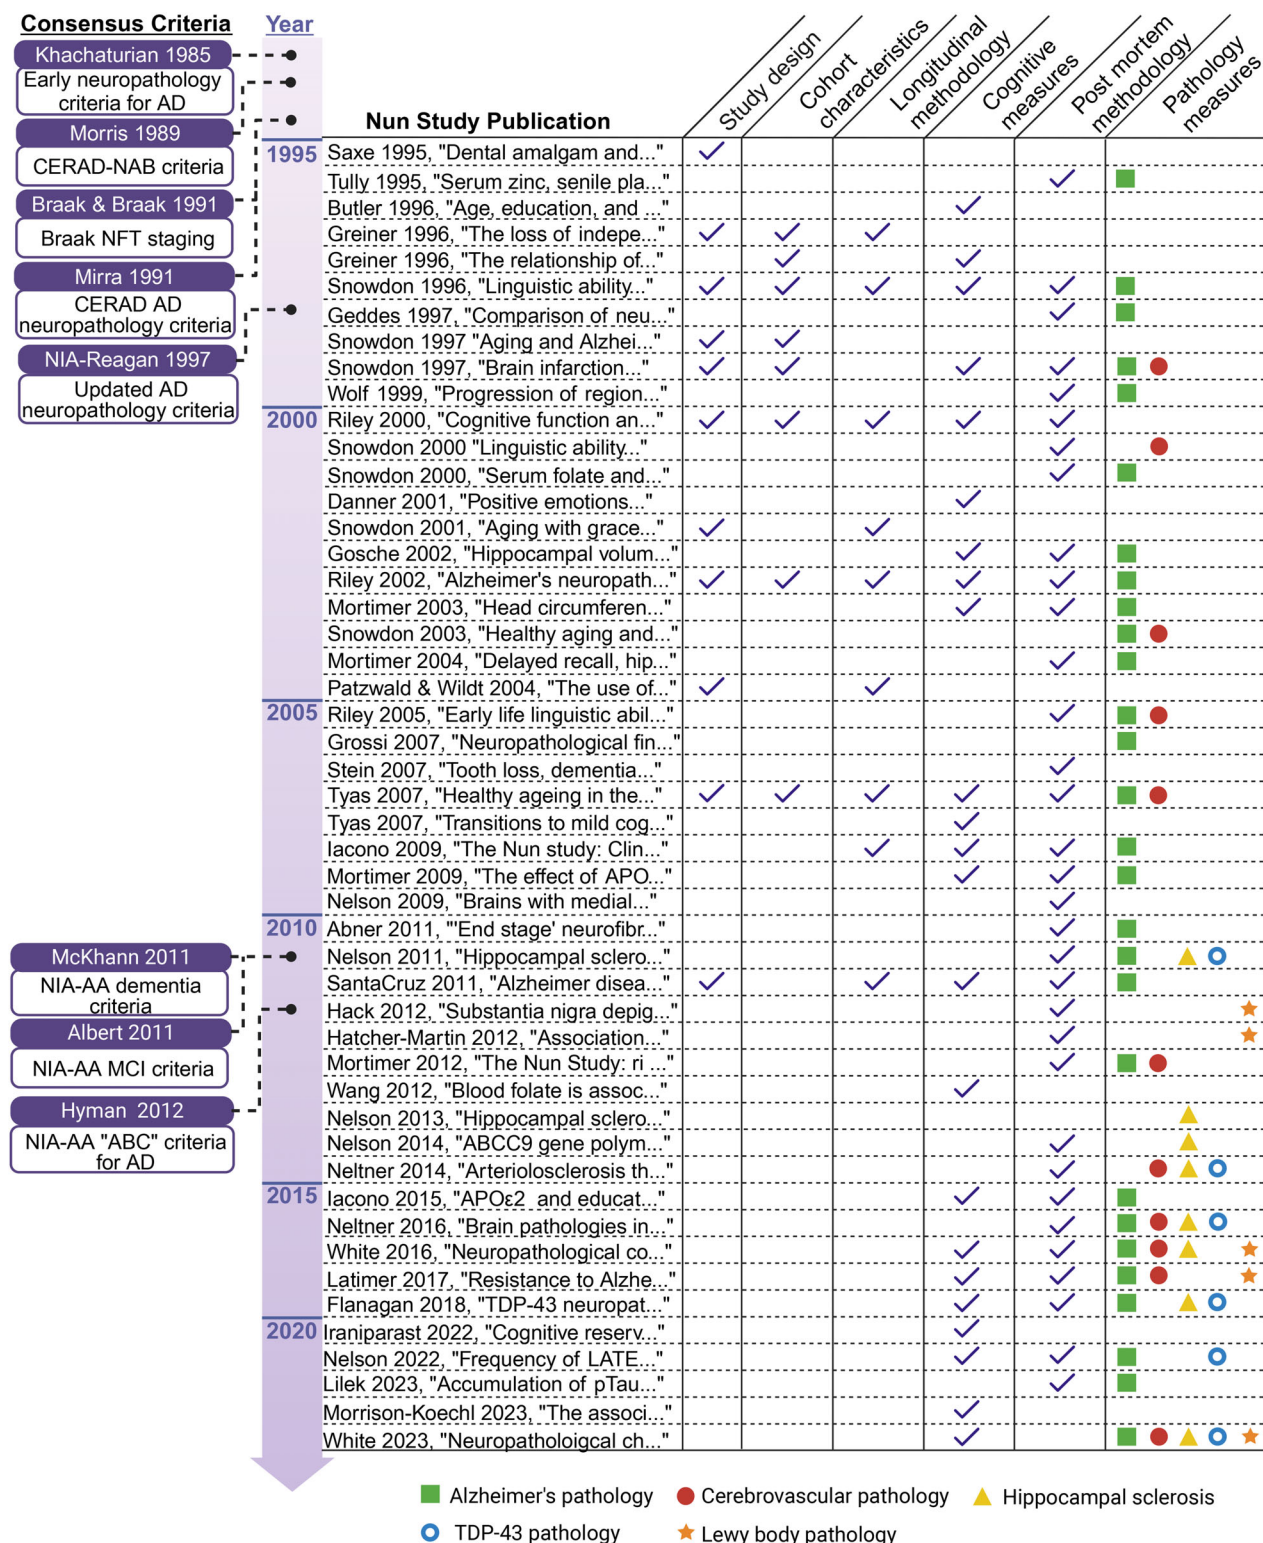 Consensus Criteria
Khachaturian 1985
Early neuropathology
criteria for AD
Morris 1989
CERAD-NAB criteria
Braak & Braak 1991
Braak NFT staging
Mirra 1991
CERAD AD
neuropathology criteria
NIA-Reagan 1997
Updated AD
neuropathology criteria
McKhann 2011
NIA-AA dementia
criteria
Albert 2011
NIA-AA MCI criteria
Hyman 2012
NIA-AA "ABC" criteria
for AD
Year
1995
2000
2005
2010
2015
2020
Nun Study Publication
Study design
Cohort
characteristics
Longitudinal
methodology
Cognitive
measures
Post mortem
methodology
Pathology
measures
Saxe 1995, "Dental amalgam and..."
Tully 1995, "Serum zinc, senile pla..."
Butler 1996, "Age, education, and ..."
Greiner 1996, "The loss of indepe..."
Greiner 1996, "The relationship of..."
Snowdon 1996, "Linguistic ability..."
Geddes 1997, "Comparison of neu..."
Snowdon 1997 "Aging and Alzhei..."
Snowdon 1997, "Brain infarction..."
Wolf 1999, "Progression of region..."
Riley 2000, "Cognitive function an..."
Snowdon 2000 "Linguistic ability..."
Snowdon 2000, "Serum folate and..."
Danner 2001, "Positive emotions..."
Snowdon 2001, "Aging with grace..."
Gosche 2002, "Hippocampal volum..."
Riley 2002, "Alzheimer's neuropath..."
Mortimer 2003, "Head circumferen..."
Snowdon 2003, "Healthy aging and..."
Mortimer 2004, "Delayed recall, hip..."
Patzwald & Wildt 2004, "The use of..."
Riley 2005, "Early life linguistic abil..."
Grossi 2007, "Neuropathological fin..."
Stein 2007, "Tooth loss, dementia..."
Tyas 2007, "Healthy ageing in the..."
Tyas 2007, "Transitions to mild cog..."
Iacono 2009, "The Nun study: Clin..."
Mortimer 2009, "The effect of APO..."
Nelson 2009, "Brains with medial..."
Abner 2011, "'End stage' neurofibr..."
Nelson 2011, "Hippocampal sclero..."
SantaCruz 2011, "Alzheimer disea..."
Hack 2012, "Substantia nigra depig..."
Hatcher-Martin 2012, "Association..."
Mortimer 2012, "The Nun Study: ri ..."
Wang 2012, "Blood folate is assoc..."
Nelson 2013, "Hippocampal sclero..."
Nelson 2014, "ABCC9 gene polym..."
Neltner 2014, "Arteriolosclerosis th..."
Iacono 2015, "APOε2 and educat..."
Neltner 2016, "Brain pathologies in..."
White 2016, "Neuropathological co..."
Latimer 2017, "Resistance to Alzhe..."
Flanagan 2018, "TDP-43 neuropat..."
Iraniparast 2022, "Cognitive reserv..."
Nelson 2022, "Frequency of LATE..."
Lilek 2023, "Accumulation of pTau..."
Morrison-Koechl 2023, "The associ..."
White 2023, "Neuropatholoigcal ch..."
Alzheimer's pathology
Cerebrovascular pathology
Hippocampal sclerosis
TDP-43 pathology
Lewy body pathology